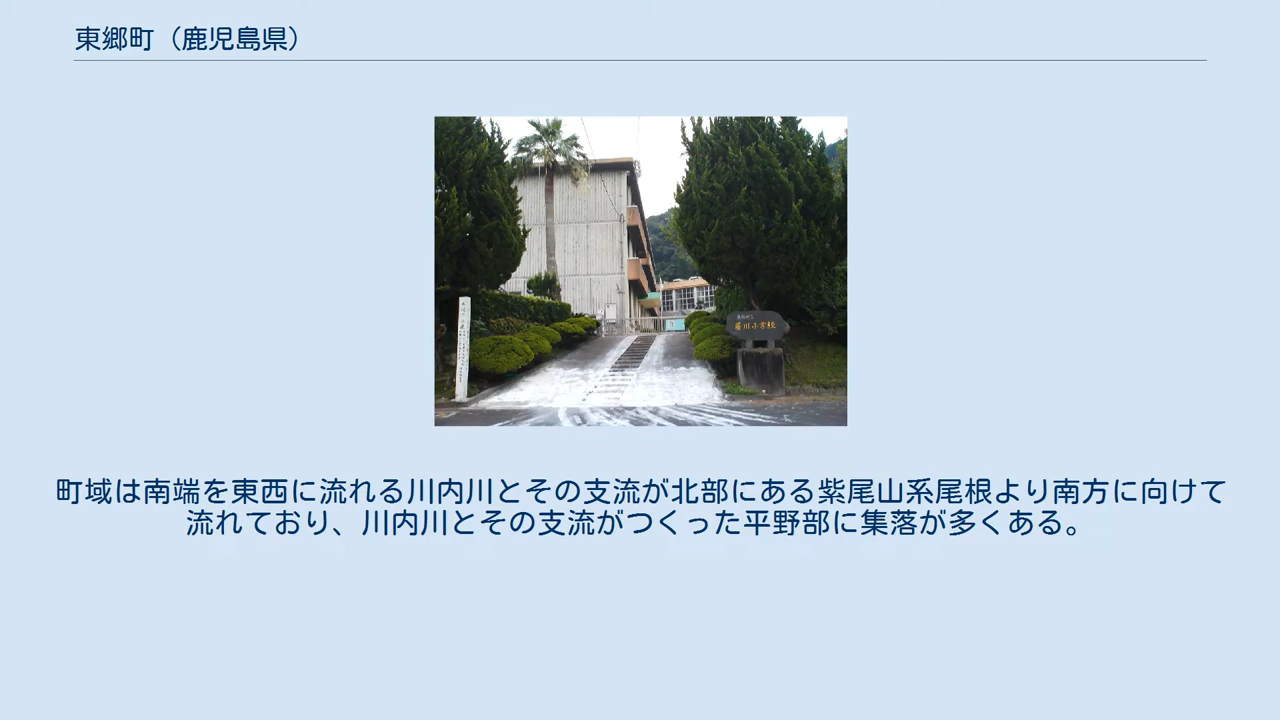 東郷町（鹿児島県）
小学校
町域は南端を東西に流れる川内川とその支流が北部にある紫尾山系尾根より南方に向けて
流れており、川内川とその支流がつくった平野部に集落が多くある。